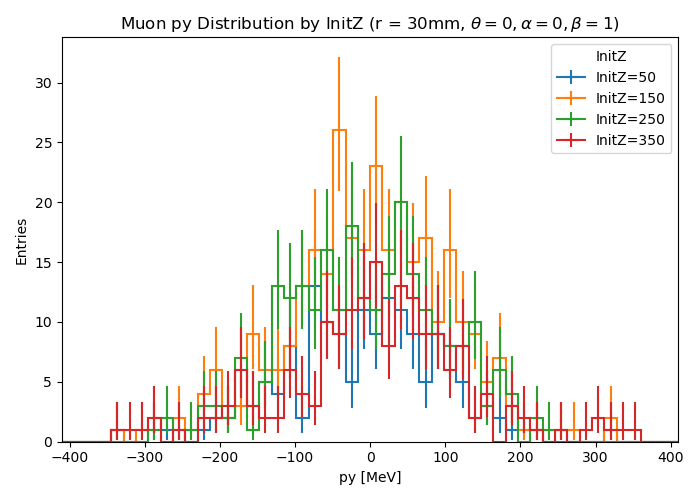 Muon py Distribution by InitZ (r = 30mm, θ = 0, α = 0, β = 1)
InitZ
InitZ=50
InitZ=150
InitZ=250
InitZ=350
Entries
30
25
20
15
10
5
0
−400 −300 −200 −100 0 100 200 300 400
py [MeV]